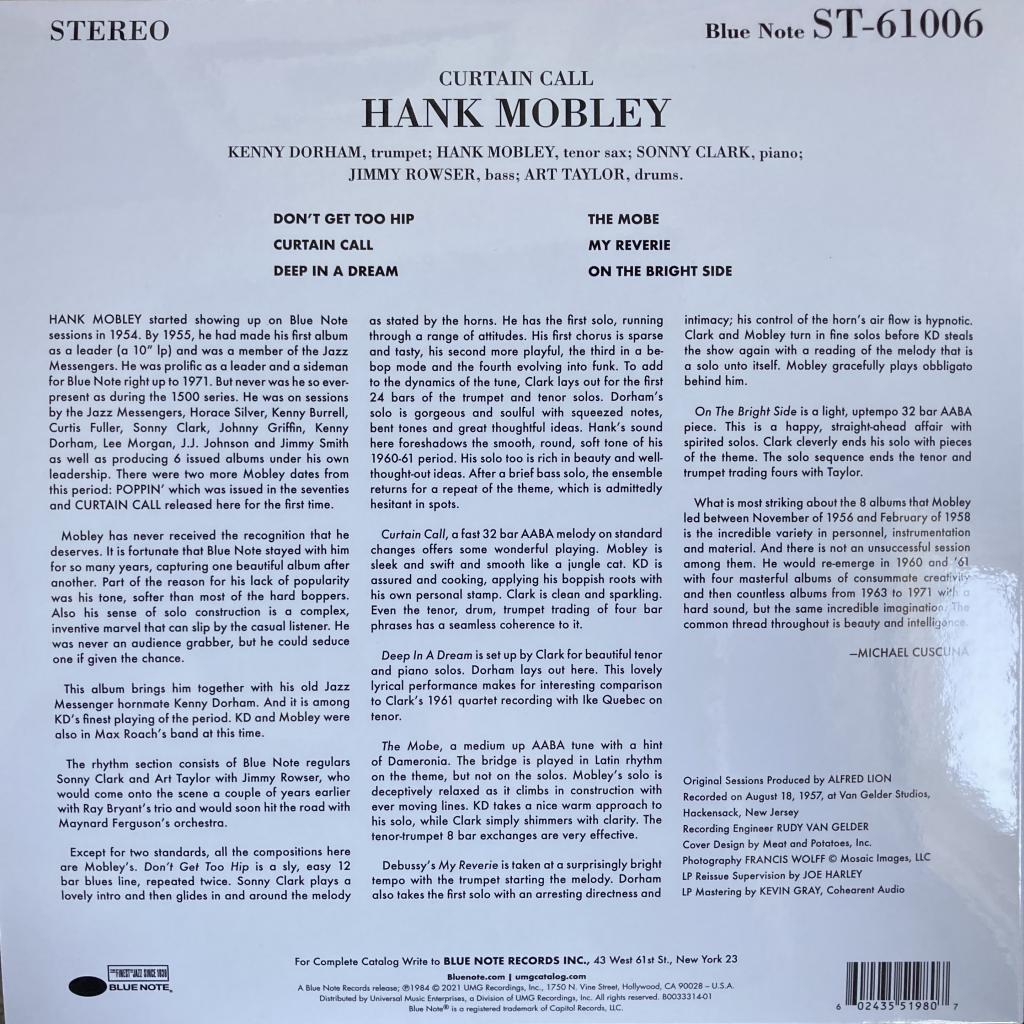 STEREO
Blue Note ST-61006
CURTAIN CALL
HANK MOBLEY
KENNY DORHAM, trumpet; HANK MOBLEY, tenor sax; SONNY CLARK, piano;
JIMMY ROWSER, bass; ART TAYLOR, drums.
DON'T GET TOO HIP
CURTAIN CALL
DEEP IN A DREAM
THE MOBE
MY REVERIE
ON THE BRIGHT SIDE
HANK MOBLEY started showing up on Blue Note
sessions in 1954. By 1955, he had made his first album
as a leader (a 10" lp) and was a member of the Jazz
Messengers. He was prolific as a leader and a sideman
for Blue Note right up to 1971. But never was he so ever-
present as during the 1500 series. He was on sessions
by the Jazz Messengers, Horace Silver, Kenny Burrell,
Curtis Fuller, Sonny Clark, Johnny Griffin, Kenny
Dorham, Lee Morgan, J.J. Johnson and Jimmy Smith
as well as producing 6 issued albums under his own
leadership. There were two more Mobley dates from
this period: POPPIN' which was issued in the seventies
and CURTAIN CALL released here for the first time.
Mobley has never received the recognition that he
deserves. It is fortunate that Blue Note stayed with him
for so many years, capturing one beautiful album after
another. Part of the reason for his lack of popularity
was his tone, softer than most of the hard boppers.
Also his sense of solo construction is a complex,
inventive marvel that can slip by the casual listener. He
was never an audience grabber, but he could seduce
one if given the chance.
This album brings him together with his old Jazz
Messenger hornmate Kenny Dorham. And it is among
KD's finest playing of the period. KD and Mobley were
also in Max Roach's band at this time.
The rhythm section consists of Blue Note regulars
Sonny Clark and Art Taylor with Jimmy Rowser, who
would come onto the scene a couple of years earlier
with Ray Bryant's trio and would soon hit the road with
Maynard Ferguson's orchestra.
Except for two standards, all the compositions here
are Mobley's. Don't Get Too Hip is a sly, easy 12
bar blues line, repeated twice. Sonny Clark plays a
lovely intro and then glides in and around the melody
as stated by the horns. He has the first solo, running
through a range of attitudes. His first chorus is sparse
and tasty, his second more playful, the third in a be-
bop mode and the fourth evolving into funk. To add
to the dynamics of the tune, Clark lays out for the first
24 bars of the trumpet and tenor solos. Dorham's
solo is gorgeous and soulful with squeezed notes,
bent tones and great thoughtful ideas. Hank's sound
here foreshadows the smooth, round, soft tone of his
1960-61 period. His solo too is rich in beauty and well-
thought-out ideas. After a brief bass solo, the ensemble
returns for a repeat of the theme, which is admittedly
hesitant in spots.
Curtain Call, a fast 32 bar AABA melody on standard
changes offers some wonderful playing. Mobley is
sleek and swift and smooth like a jungle cat. KD is
assured and cooking, applying his boppish roots with
his own personal stamp. Clark is clean and sparkling.
Even the tenor, drum, trumpet trading of four bar
phrases has a seamless coherence to it.
Deep In A Dream is set up by Clark for beautiful tenor
and piano solos. Dorham lays out here. This lovely
lyrical performance makes for interesting comparison
to Clark's 1961 quartet recording with Ike Quebec on
tenor.
The Mobe, a medium up AABA tune with a hint
of Dameronia. The bridge is played in Latin rhythm
on the theme, but not on the solos. Mobley's solo is
deceptively relaxed as it climbs in construction with
ever moving lines. KD takes a nice warm approach to
his solo, while Clark simply shimmers with clarity. The
tenor-trumpet 8 bar exchanges are very effective.
Debussy's My Reverie is taken at a surprisingly bright
tempo with the trumpet starting the melody. Dorham
also takes the first solo with an arresting directness and
intimacy; his control of the horn's air flow is hypnotic.
Clark and Mobley turn in fine solos before KD steals
the show again with a reading of the melody that is
a solo unto itself. Mobley gracefully plays obbligato
behind him.
On The Bright Side is a light, uptempo 32 bar AABA
piece. This is a happy, straight-ahead affair with
spirited solos. Clark cleverly ends his solo with pieces
of the theme. The solo sequence ends the tenor and
trumpet trading fours with Taylor.
What is most striking about the 8 albums that Mobley
led between November of 1956 and February of 1958
is the incredible variety in personnel, instrumentation
and material. And there is not an unsuccessful session
among them. He would re-emerge in 1960 and '61
with four masterful albums of consummate creativity
and then countless albums from 1963 to 1971 with a
hard sound, but the same incredible imagination. The
common thread throughout is beauty and intelligence.
—MICHAEL CUSCUNA
Original Sessions Produced by ALFRED LION
Recorded on August 18, 1957, at Van Gelder Studios,
Hackensack, New Jersey
Recording Engineer RUDY VAN GELDER
Cover Design by Meat and Potatoes, Inc.
Photography FRANCIS WOLFF © Mosaic Images, LLC
LP Reissue Supervision by JOE HARLEY
LP Mastering by KEVIN GRAY, Cohearent Audio
THE FINEST IN JAZZ SINCE 1939
BLUE NOTE
For Complete Catalog Write to BLUE NOTE RECORDS INC., 43 West 61st St., New York 23
Bluenote.com | umgcatalog.com
A Blue Note Records release; ℗1984 © 2021 UMG Recordings, Inc., 1750 N. Vine Street, Hollywood, CA 90028 – U.S.A.
Distributed by Universal Music Enterprises, a Division of UMG Recordings, Inc. All rights reserved. B0033314-01
Blue Note® is a registered trademark of Capitol Records, LLC.
6 02435 51980 7